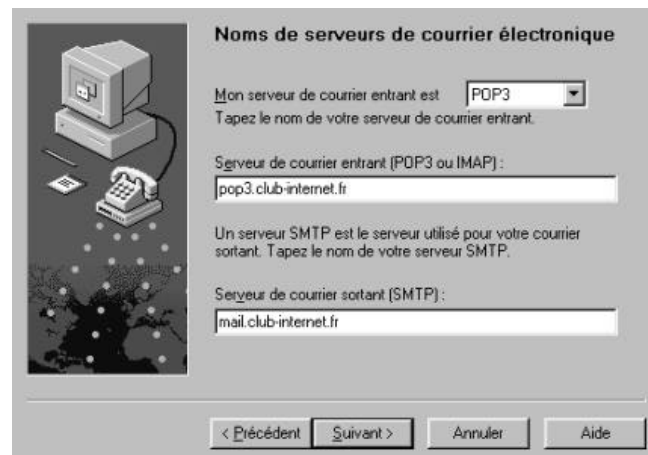 Noms de serveurs de courrier électronique
Mon serveur de courrier entrant est POP3
Tapez le nom de votre serveur de courrier entrant.
Serveur de courrier entrant (POP3 ou IMAP) :
pop3.club-internet.fr
Un serveur SMTP est le serveur utilisé pour votre courrier
sortant. Tapez le nom de votre serveur SMTP.
Serveur de courrier sortant (SMTP) :
mail.club-internet.fr
< Précédent Suivant > Annuler Aide